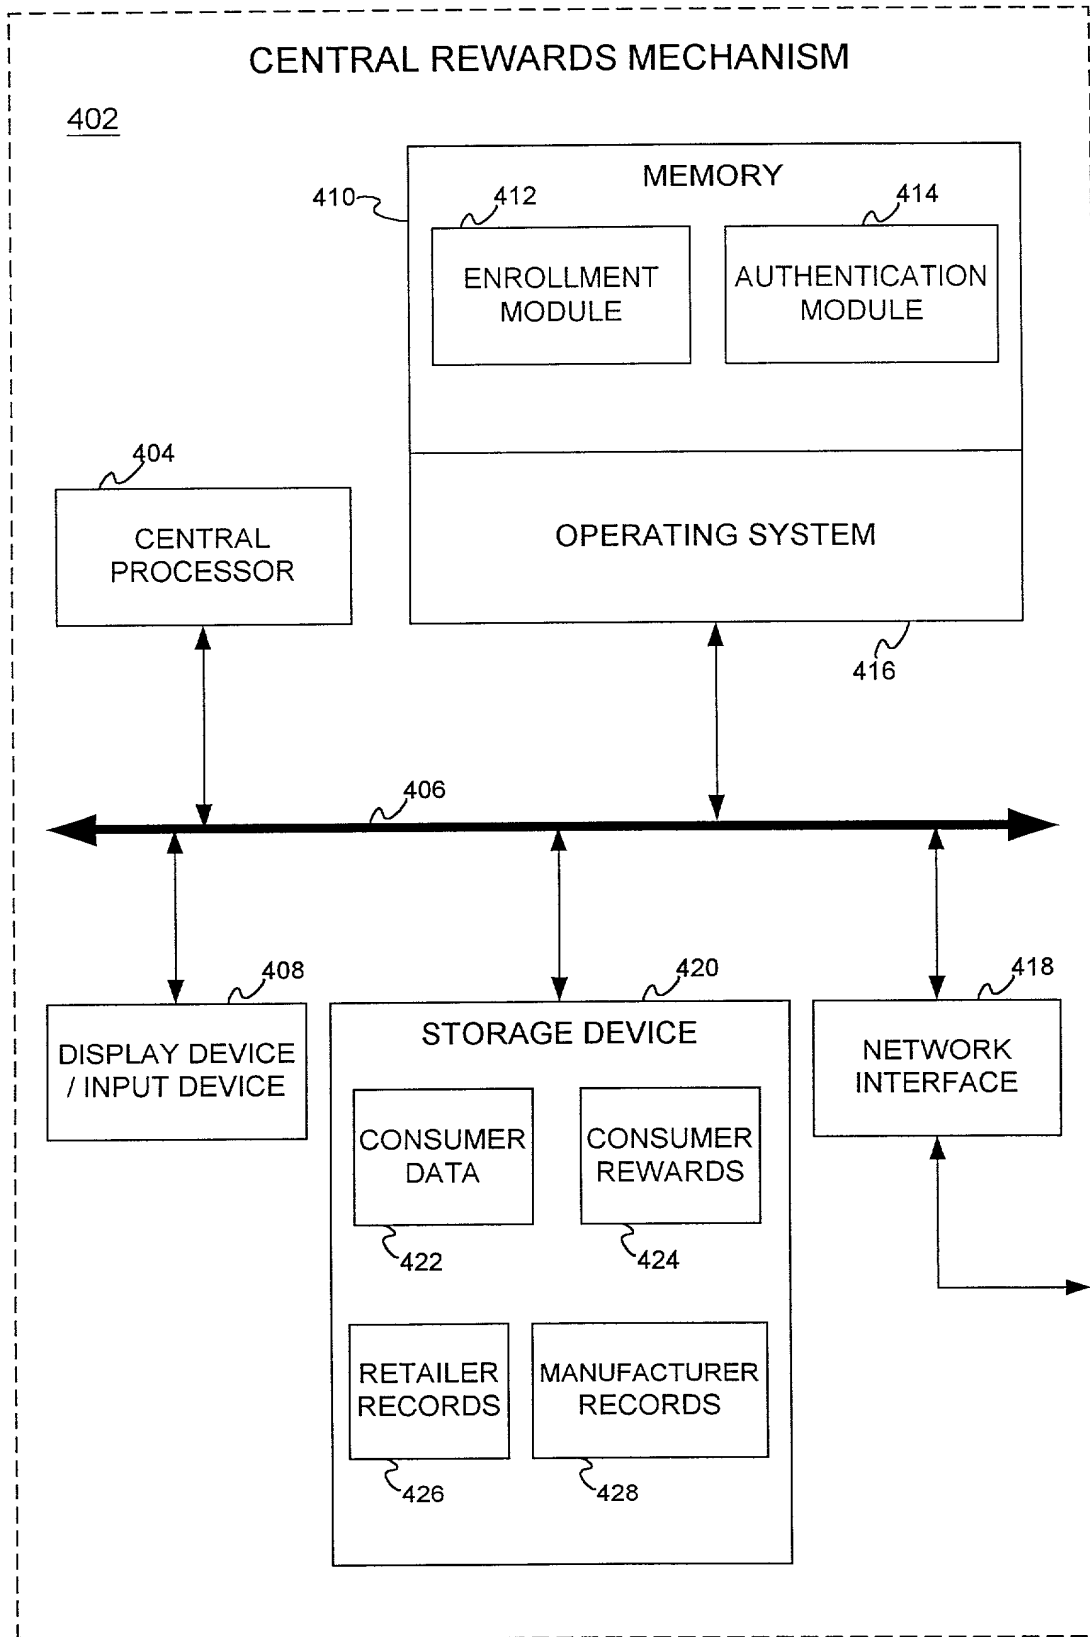 CENTRAL REWARDS MECHANISM
402
MEMORY
410
412
414
ENROLLMENT
MODULE
AUTHENTICATION
MODULE
404
CENTRAL
PROCESSOR
OPERATING SYSTEM
416
406
408
DISPLAY DEVICE
/ INPUT DEVICE
420
STORAGE DEVICE
CONSUMER
DATA
422
CONSUMER
REWARDS
424
RETAILER
RECORDS
426
MANUFACTURER
RECORDS
428
418
NETWORK
INTERFACE